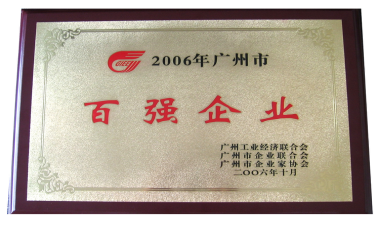 2006年广州市
百强企业
广州工业经济联合会
广州市企业联合会
广州市企业家协会
二〇〇六年十月